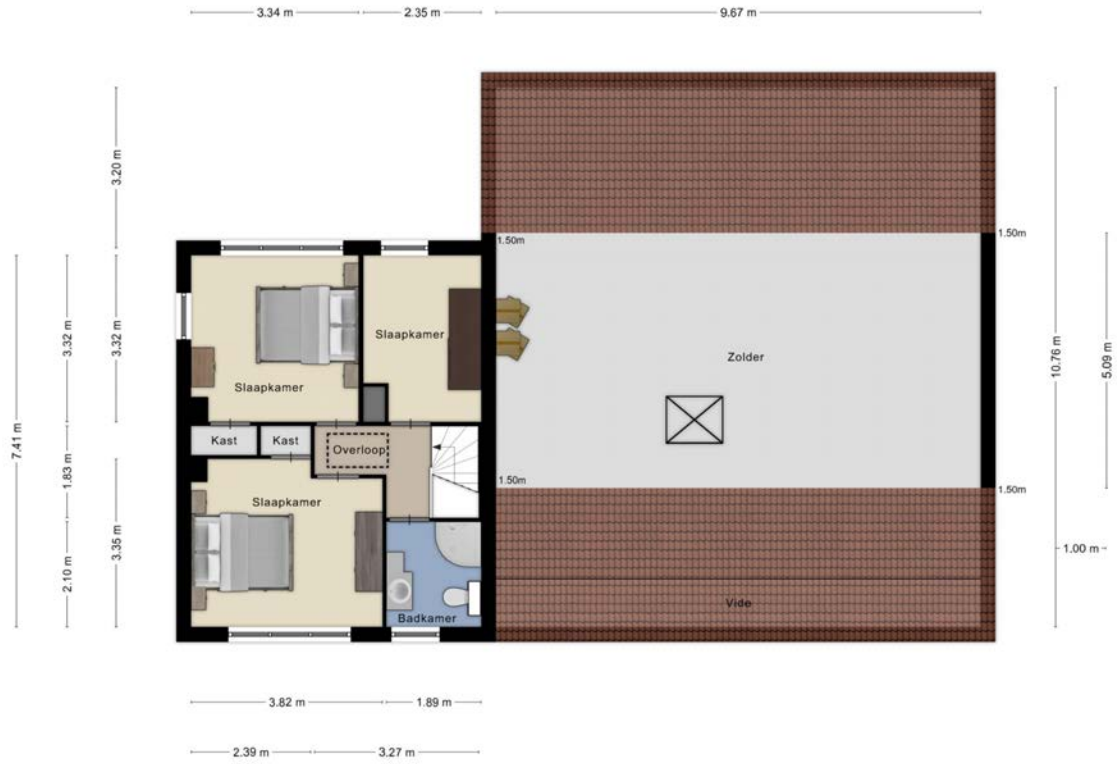 3.34 m
2.35 m
9.67 m
3.20 m
1.50m
1.50m
7.41 m
3.32 m
3.32 m
Slaapkamer
Slaapkamer
Zolder
10.76 m
5.09 m
Kast
Kast
Overloop
1.83 m
1.50m
1.50m
Slaapkamer
2.10 m
3.35 m
1.00 m
Badkamer
Vide
3.82 m
1.89 m
2.39 m
3.27 m